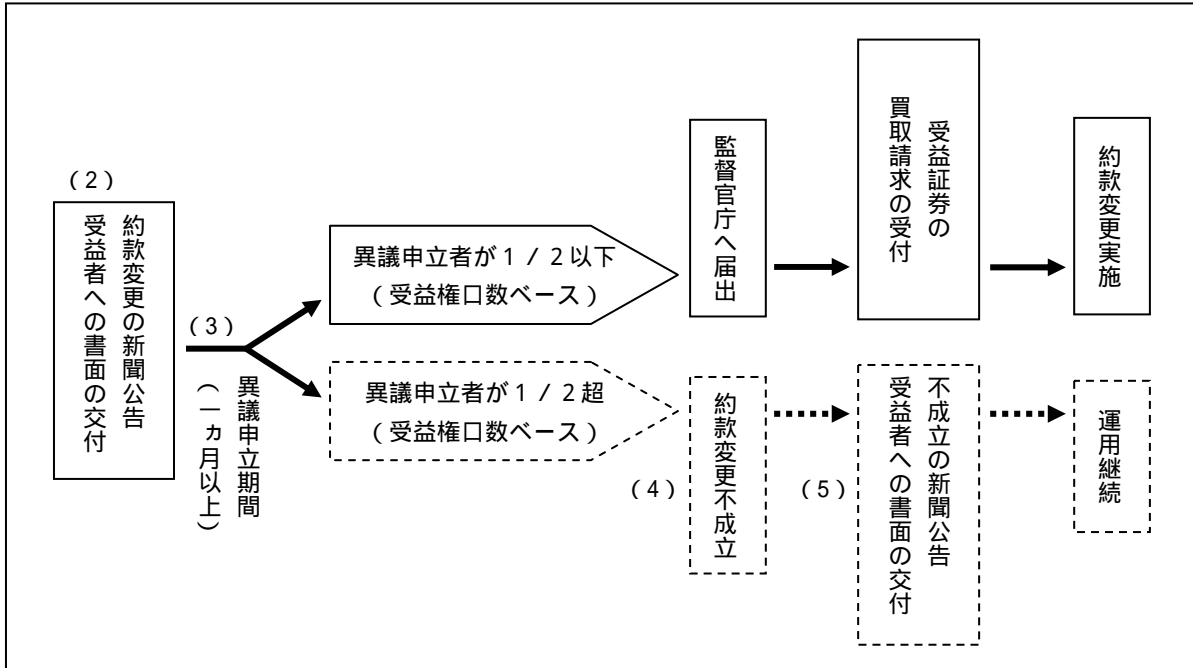 (2)
約款変更の新聞公告
受益者への書面の交付
(3)
異議申立期間
(一ヵ月以上)
異議申立者が1/2以下
(受益権口数ベース)
監督官庁へ届出
受益証券の
買取請求の受付
約款変更実施
異議申立者が1/2超
(受益権口数ベース)
(4)
約款変更不成立
(5)
不成立の新聞公告
受益者への書面の交付
運用継続